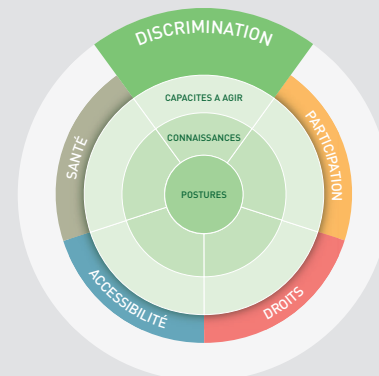 DISCRIMINATION
CAPACITES A AGIR
CONNAISSANCES
POSTURES
SANTÉ
PARTICIPATION
ACCESSIBILITÉ
DROITS